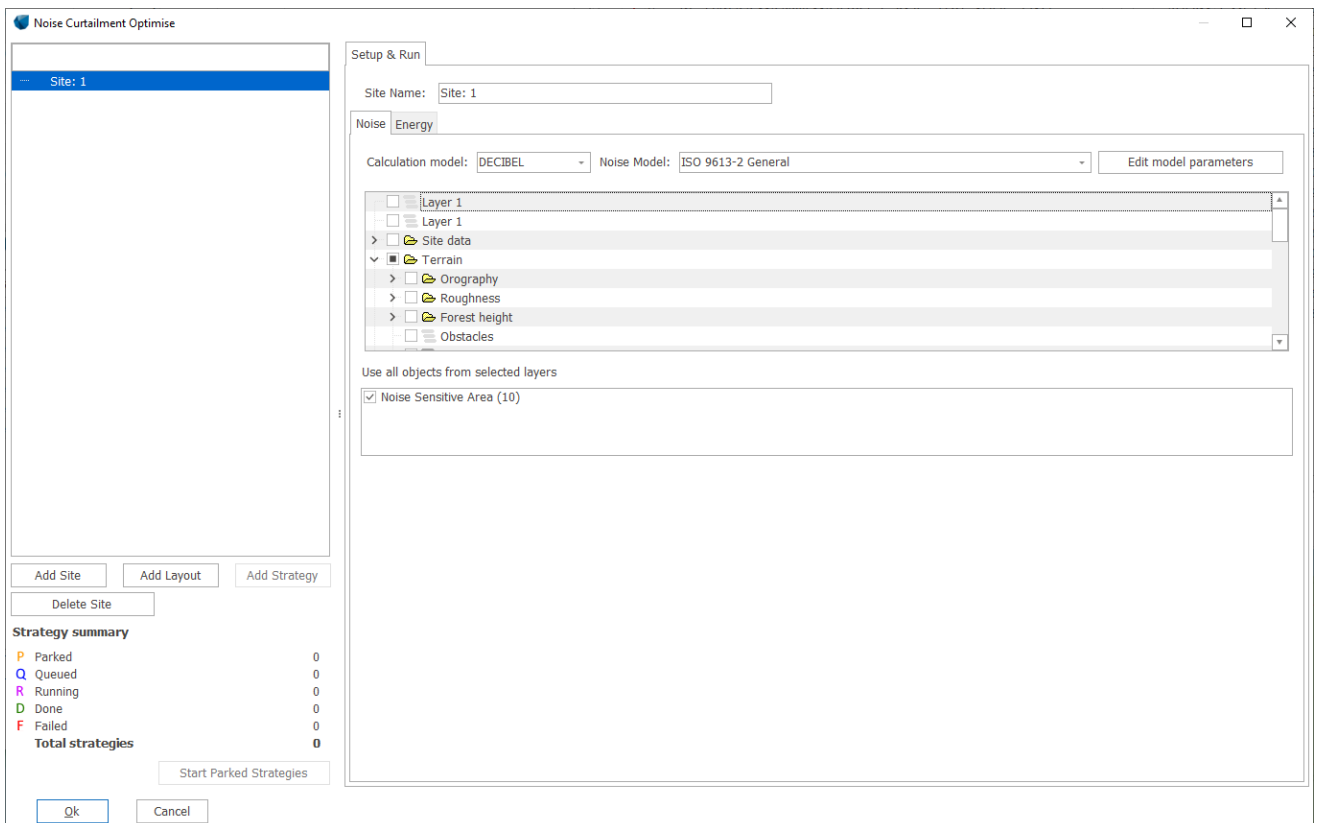 Noise Curtailment Optimise
Site: 1
Add Site
Add Layout
Add Strategy
Delete Site
Strategy summary
P Parked 0
Q Queued 0
R Running 0
D Done 0
F Failed 0
Total strategies 0
Start Parked Strategies
Ok
Cancel
Setup & Run
Site Name: Site: 1
Noise Energy
Calculation model: DECIBEL Noise Model: ISO 9613-2 General Edit model parameters
Layer 1
Layer 1
Site data
Terrain
Orography
Roughness
Forest height
Obstacles
Use all objects from selected layers
Noise Sensitive Area (10)